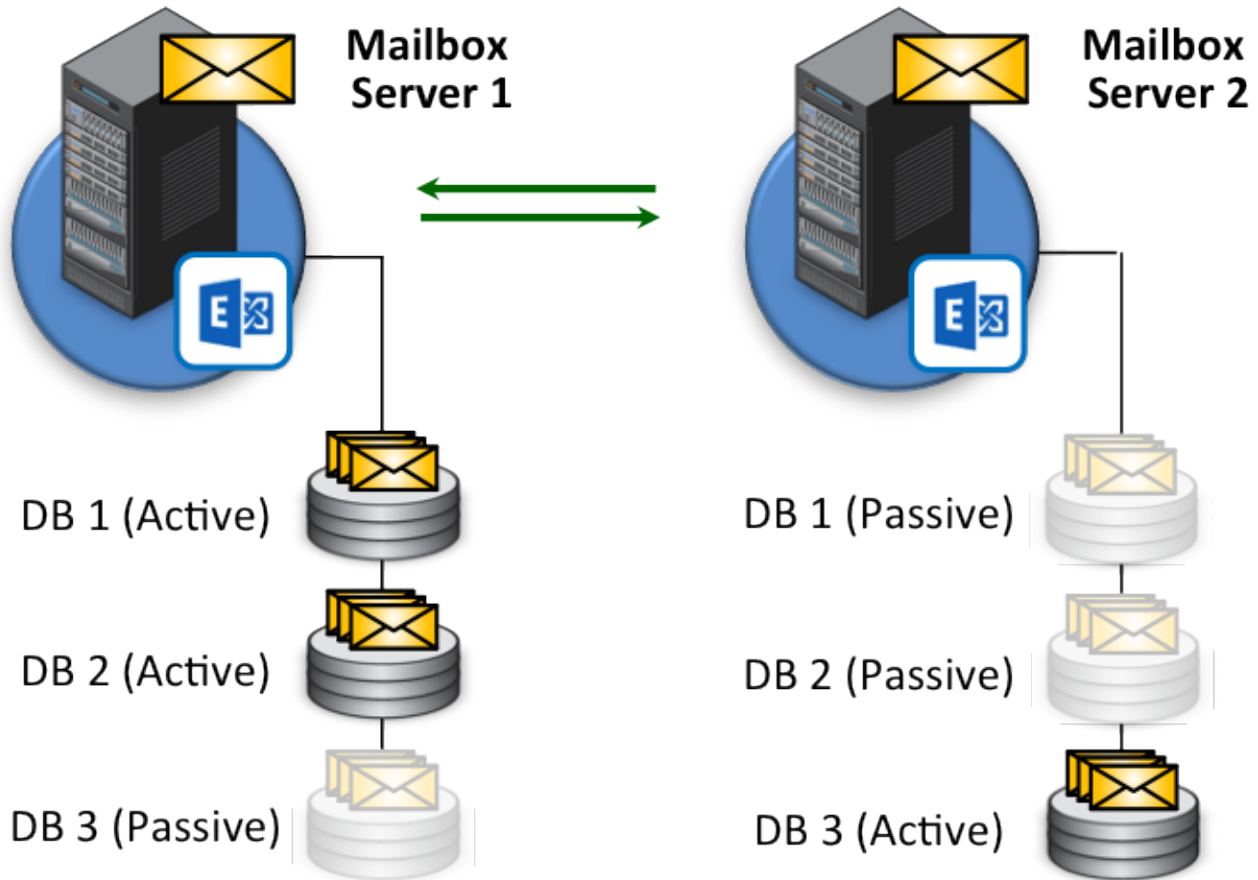 Mailbox
Server 1
Mailbox
Server 2
E
E
DB 1 (Active)
DB 1 (Passive)
DB 2 (Active)
DB 2 (Passive)
DB 3 (Passive)
DB 3 (Active)